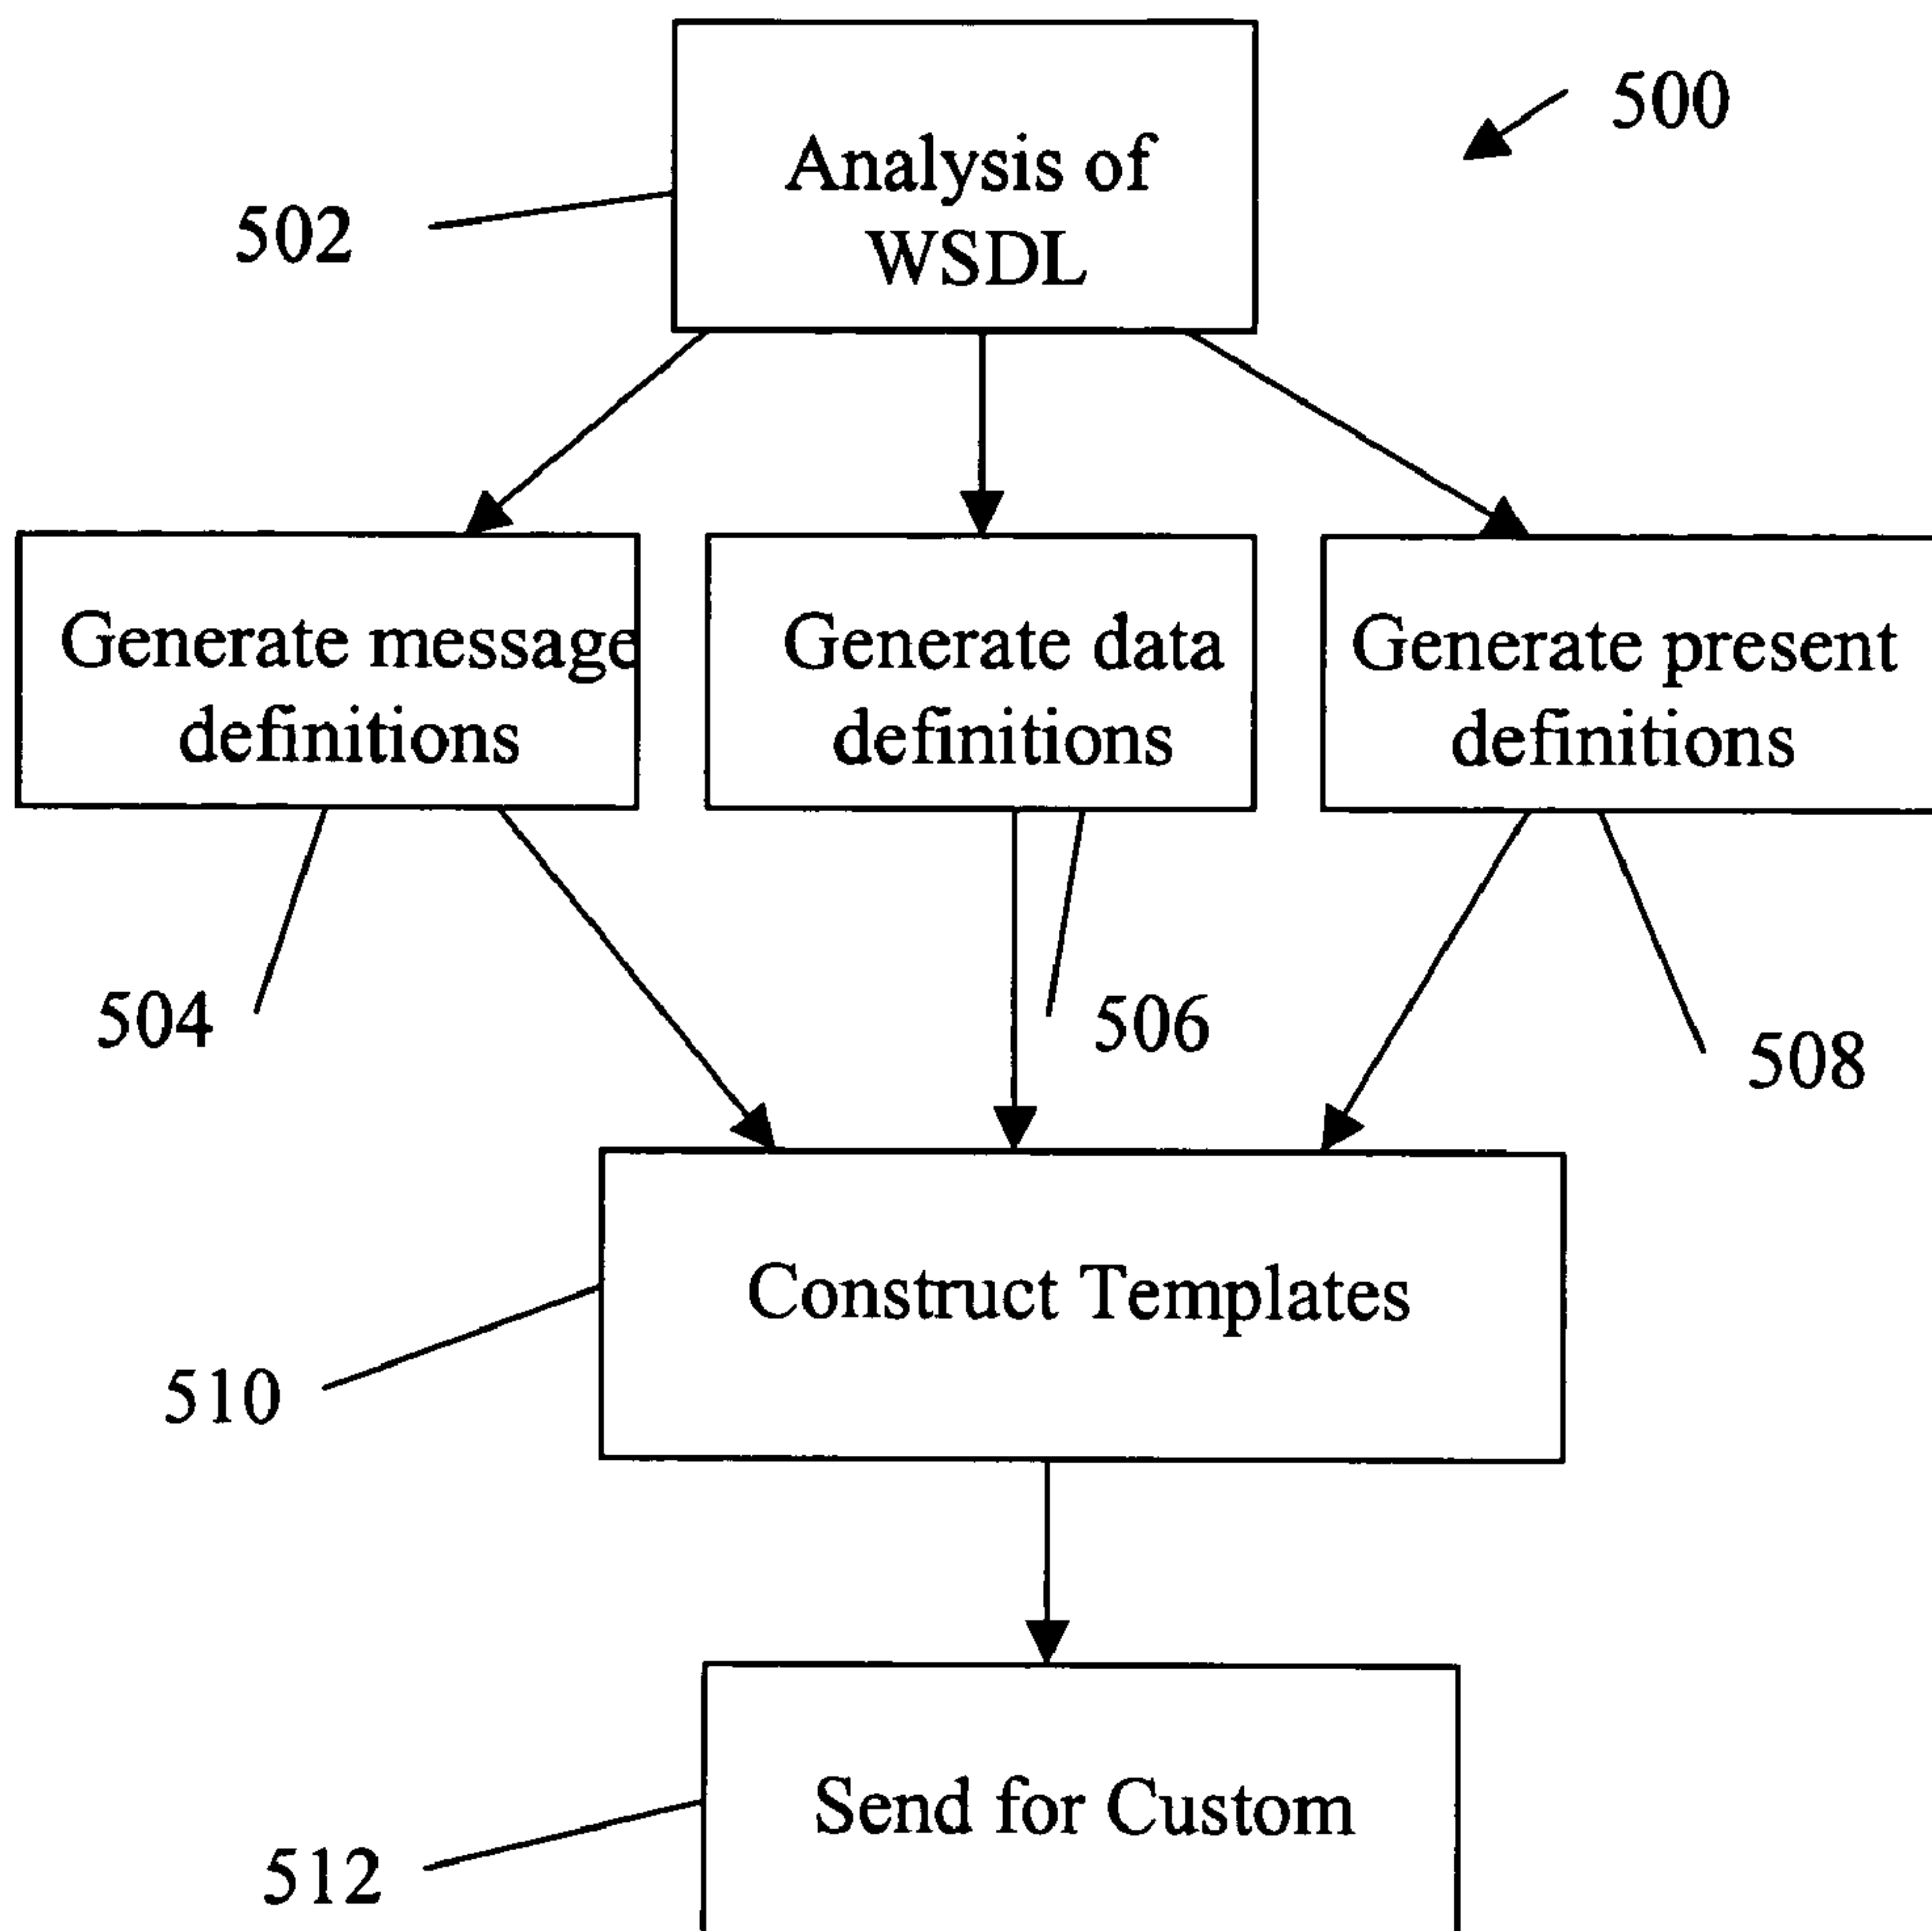 500
Analysis of
WSDL
502
Generate message
definitions
Generate data
definitions
Generate present
definitions
504
506
508
Construct Templates
510
Send for Custom
512